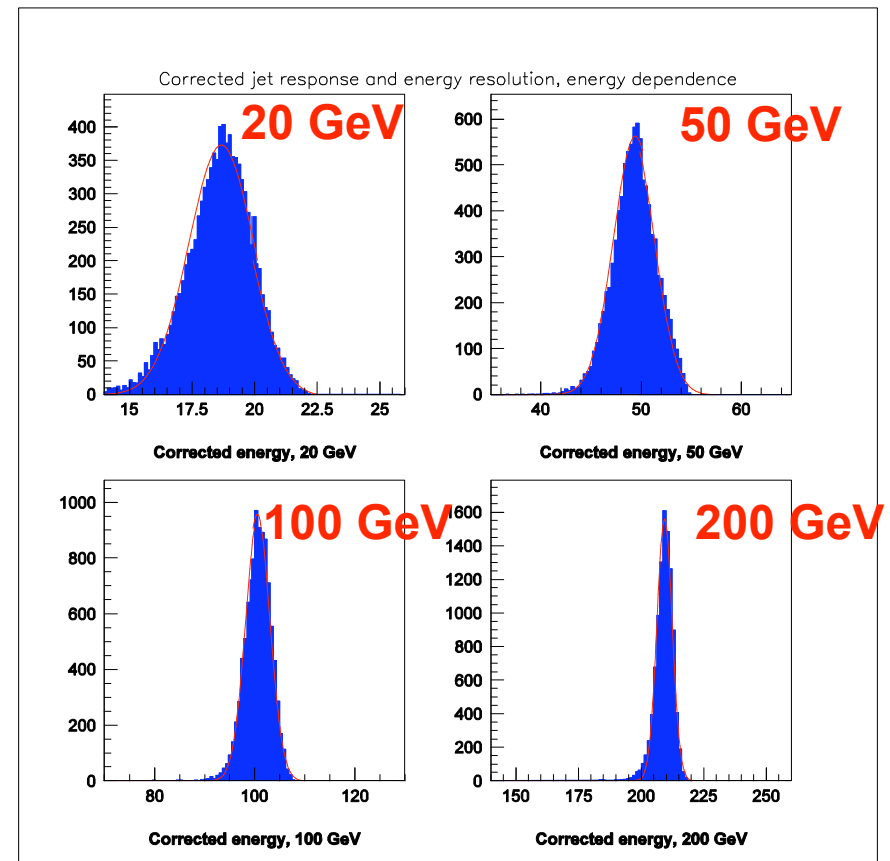 Corrected jet response and energy resolution, energy dependence
20 GeV
400
350
300
250
200
150
100
50
0
15 17.5 20 22.5 25
Corrected energy, 20 GeV
50 GeV
600
500
400
300
200
100
0
40 50 60
Corrected energy, 50 GeV
100 GeV
1000
800
600
400
200
0
80 100 120
Corrected energy, 100 GeV
200 GeV
1600
1400
1200
1000
800
600
400
200
0
150 175 200 225 250
Corrected energy, 200 GeV